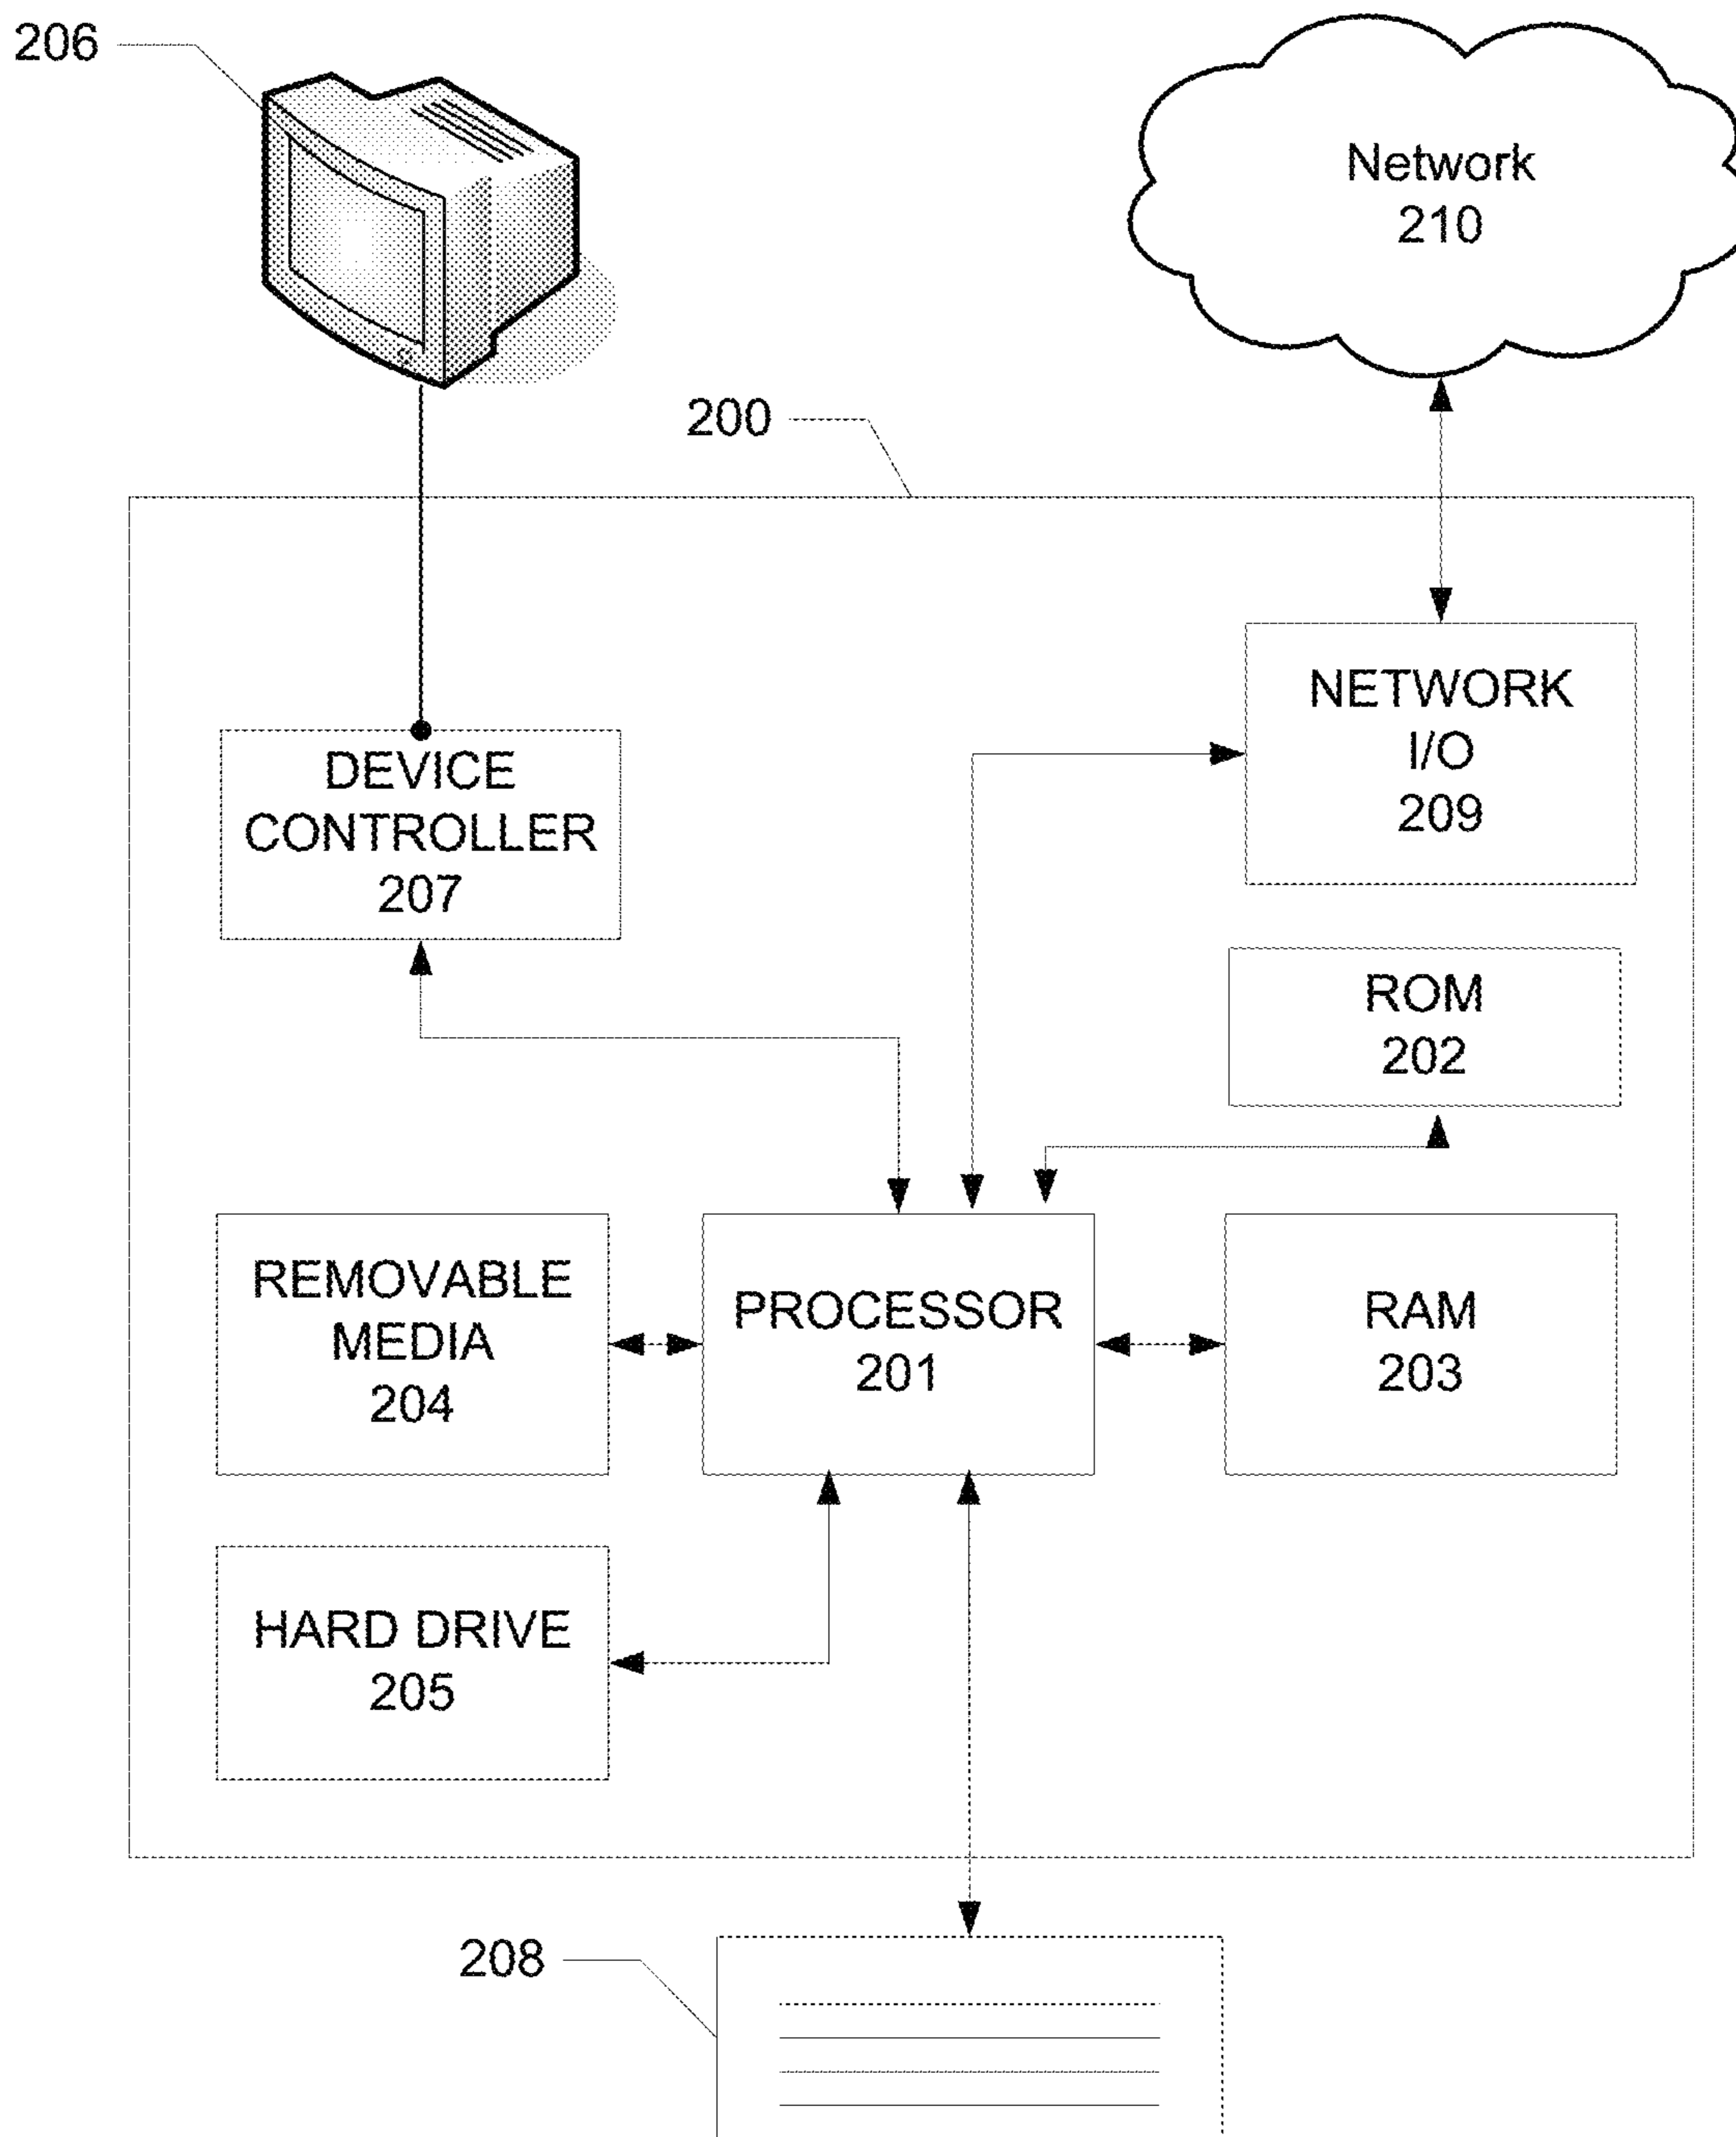 206
Network
210
200
NETWORK
I/O
209
DEVICE
CONTROLLER
207
ROM
202
REMOVABLE
MEDIA
204
PROCESSOR
201
RAM
203
HARD DRIVE
205
208